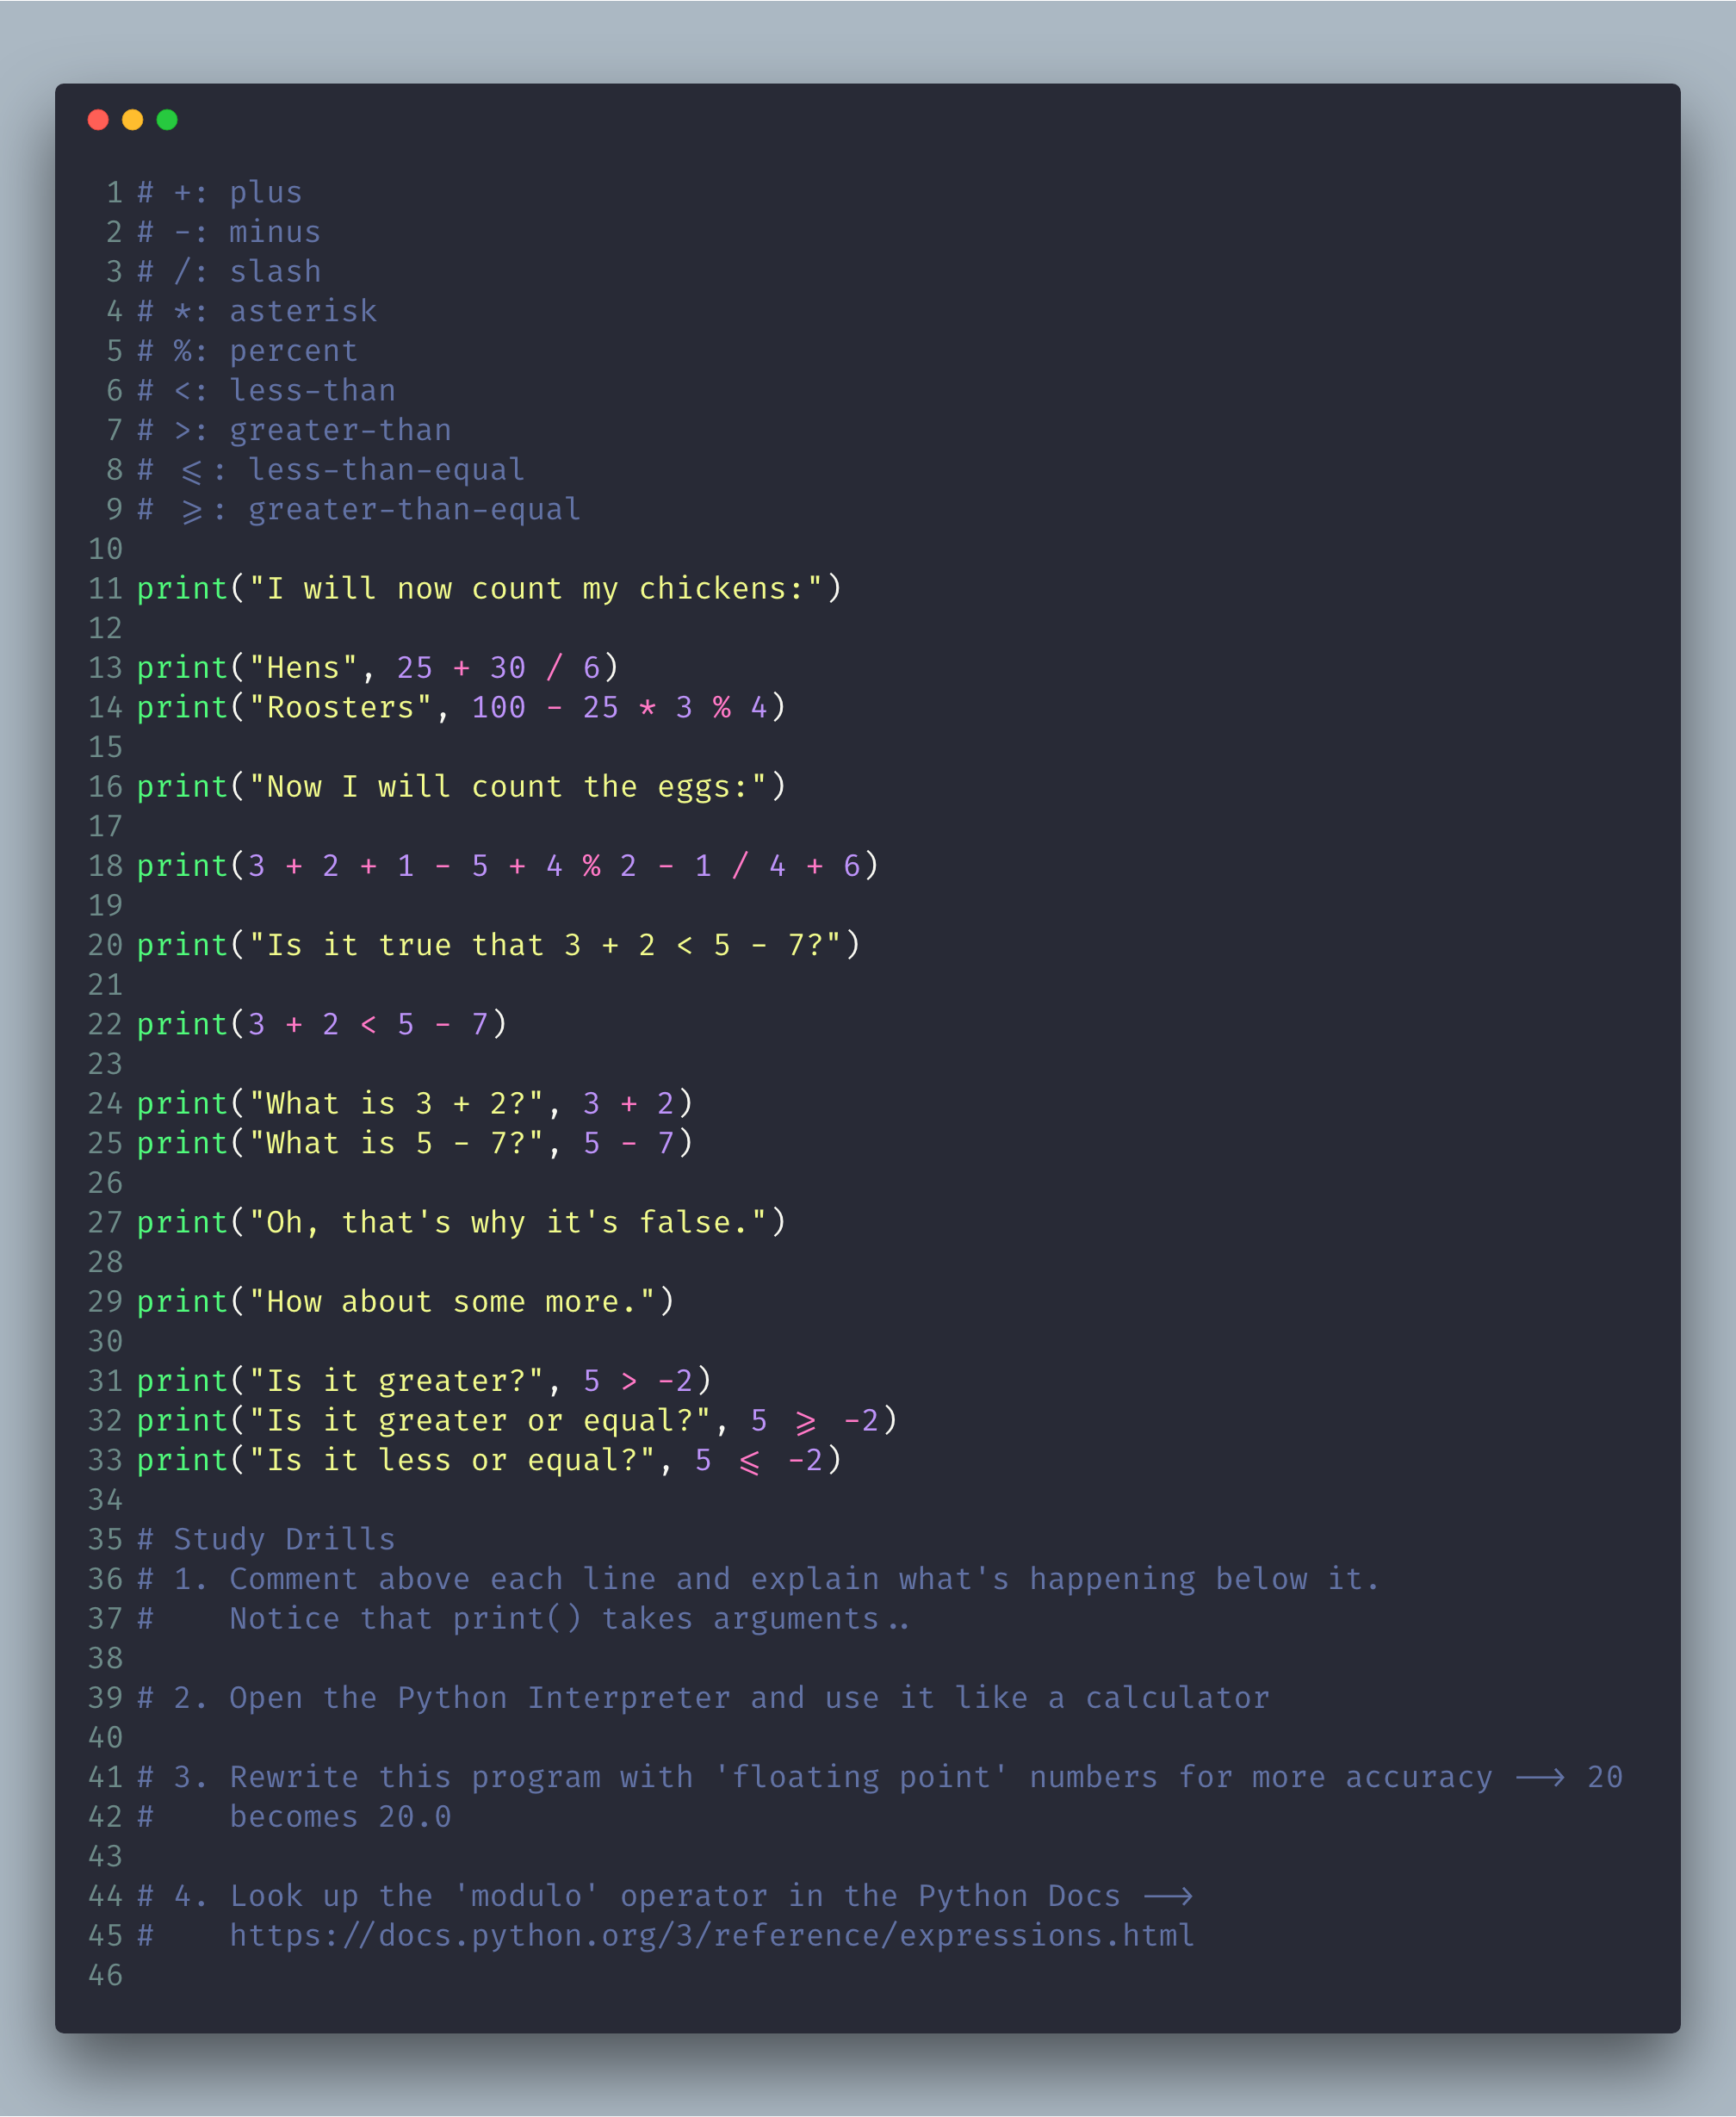 1 # +: plus
2 # -: minus
3 # /: slash
4 # *: asterisk
5 # %: percent
6 # <: less-than
7 # >: greater-than
8 # <=: less-than-equal
9 # >=: greater-than-equal
10
11 print("I will now count my chickens:")
12
13 print("Hens", 25 + 30 / 6)
14 print("Roosters", 100 - 25 * 3 % 4)
15
16 print("Now I will count the eggs:")
17
18 print(3 + 2 + 1 - 5 + 4 % 2 - 1 / 4 + 6)
19
20 print("Is it true that 3 + 2 < 5 - 7?")
21
22 print(3 + 2 < 5 - 7)
23
24 print("What is 3 + 2?", 3 + 2)
25 print("What is 5 - 7?", 5 - 7)
26
27 print("Oh, that's why it's false.")
28
29 print("How about some more.")
30
31 print("Is it greater?", 5 > -2)
32 print("Is it greater or equal?", 5 >= -2)
33 print("Is it less or equal?", 5 <= -2)
34
35 # Study Drills
36 # 1. Comment above each line and explain what's happening below it.
37 #    Notice that print() takes arguments..
38
39 # 2. Open the Python Interpreter and use it like a calculator
40
41 # 3. Rewrite this program with 'floating point' numbers for more accuracy --> 20
42 #    becomes 20.0
43
44 # 4. Look up the 'modulo' operator in the Python Docs -->
45 #    https://docs.python.org/3/reference/expressions.html
46